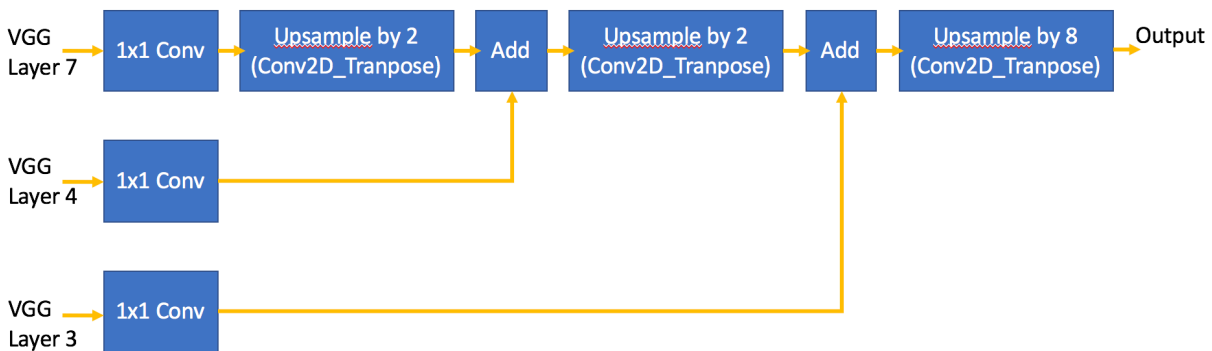 VGG
Layer 7
1x1 Conv
Upsample by 2
(Conv2D_Tranpose)
Add
Upsample by 2
(Conv2D_Tranpose)
Add
Upsample by 8
(Conv2D_Tranpose)
Output
VGG
Layer 4
1x1 Conv
VGG
Layer 3
1x1 Conv